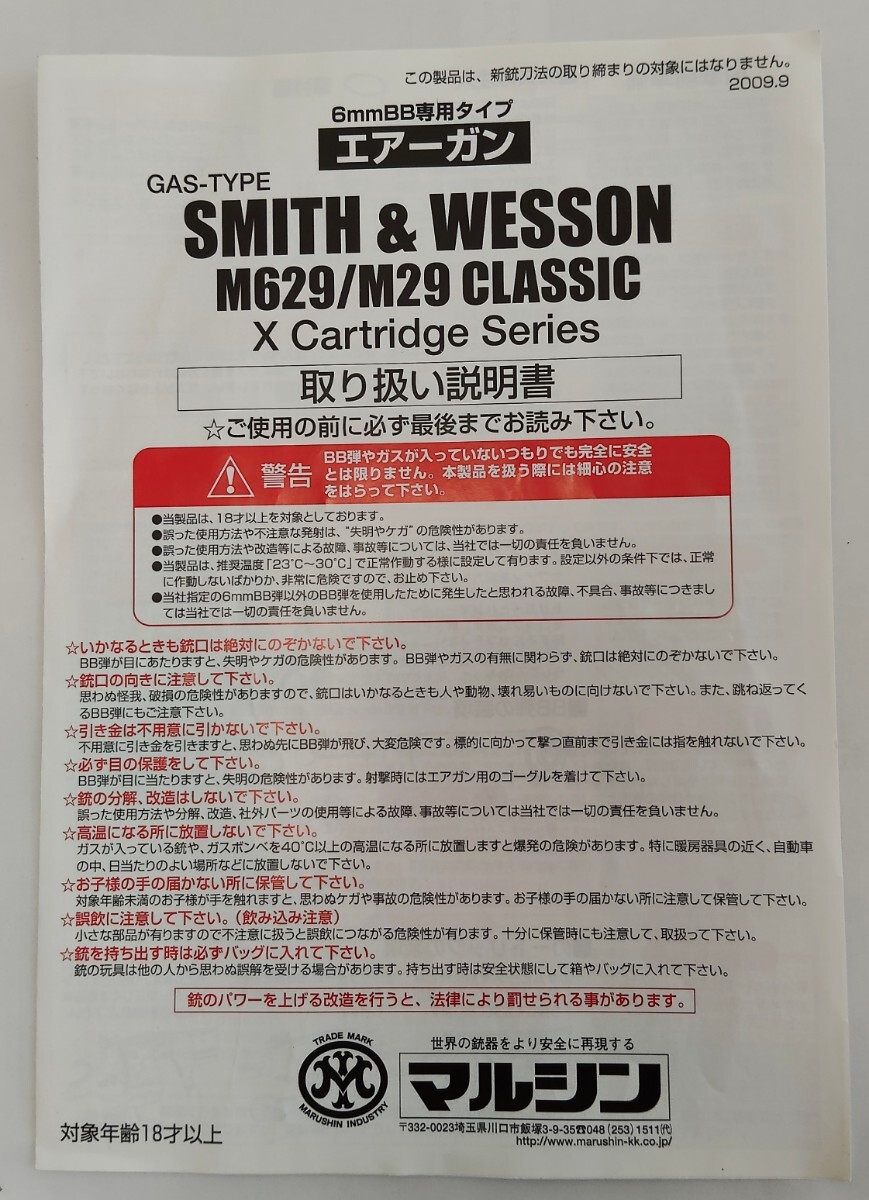 この製品は、新銃刀法の取り締まりの対象にはなりません。
2009.9
6mmBB専用タイプ
エアーガン
GAS-TYPE
SMITH & WESSON
M629/M29 CLASSIC
X Cartridge Series
取り扱い説明書
☆ご使用の前に必ず最後までお読み下さい。
警告
BB弾やガスが入っていないつもりでも完全に安全
とは限りません。本製品を扱う際には細心の注意
をはらって下さい。
●当製品は、18才以上を対象としております。
●誤った使用方法や不注意な発射は、“失明やケガ”の危険性があります。
●誤った使用方法や改造等による故障、事故等については、当社では一切の責任を負いません。
●当製品は、推奨温度「23℃〜30℃」で正常作動する様に設定して有ります。設定以外の条件下では、正常
に作動しないばかりか、非常に危険ですので、お止め下さい。
●当社指定の6mmBB弾以外のBB弾を使用したために発生したと思われる故障、不具合、事故等につきまし
ては当社では一切の責任を負いません。
☆いかなるときも銃口は絶対にのぞかないで下さい。
BB弾が目にあたりますと、失明やケガの危険性があります。BB弾やガスの有無に関わらず、銃口は絶対にのぞかないで下さい。
☆銃口の向きに注意して下さい。
思わぬ怪我、破損の危険性がありますので、銃口はいかなるときも人や動物、壊れ易いものに向けないで下さい。また、跳ね返ってく
るBB弾にもご注意下さい。
☆引き金は不用意に引かないで下さい。
不用意に引き金を引きますと、思わぬ先にBB弾が飛び、大変危険です。標的に向かって撃つ直前まで引き金には指を触れないで下さい。
☆必ず目の保護をして下さい。
BB弾が目に当たりますと、失明の危険性があります。射撃時にはエアガン用のゴーグルを着けて下さい。
☆銃の分解、改造はしないで下さい。
誤った使用方法や分解、改造、社外パーツの使用等による故障、事故等については当社では一切の責任を負いません。
☆高温になる所に放置しないで下さい。
ガスが入っている銃や、ガスボンベを40℃以上の高温になる所に放置しますと爆発の危険があります。特に暖房器具の近く、自動車
の中、日当たりのよい場所などに放置しないで下さい。
☆お子様の手の届かない所に保管して下さい。
対象年齢未満のお子様が手を触れますと、思わぬケガや事故の危険性があります。お子様の手の届かない所に注意して保管して下さい。
☆誤飲に注意して下さい。(飲み込み注意)
小さな部品が有りますので不注意に扱うと誤飲につながる危険性が有ります。十分に保管時にも注意して、取扱って下さい。
☆銃を持ち出す時は必ずバッグに入れて下さい。
銃の玩具は他の人から思わぬ誤解を受ける場合があります。持ち出す時は安全状態にして箱やバッグに入れて下さい。
銃のパワーを上げる改造を行うと、法律により罰せられる事があります。
TRADE MARK
MARUSHIN INDUSTRY
世界の銃器をより安全に再現する
マルシン
〒332-0023埼玉県川口市飯塚3-9-35☎048(253)1511(代)
http://www.marushin-kk.co.jp/
対象年齢18才以上